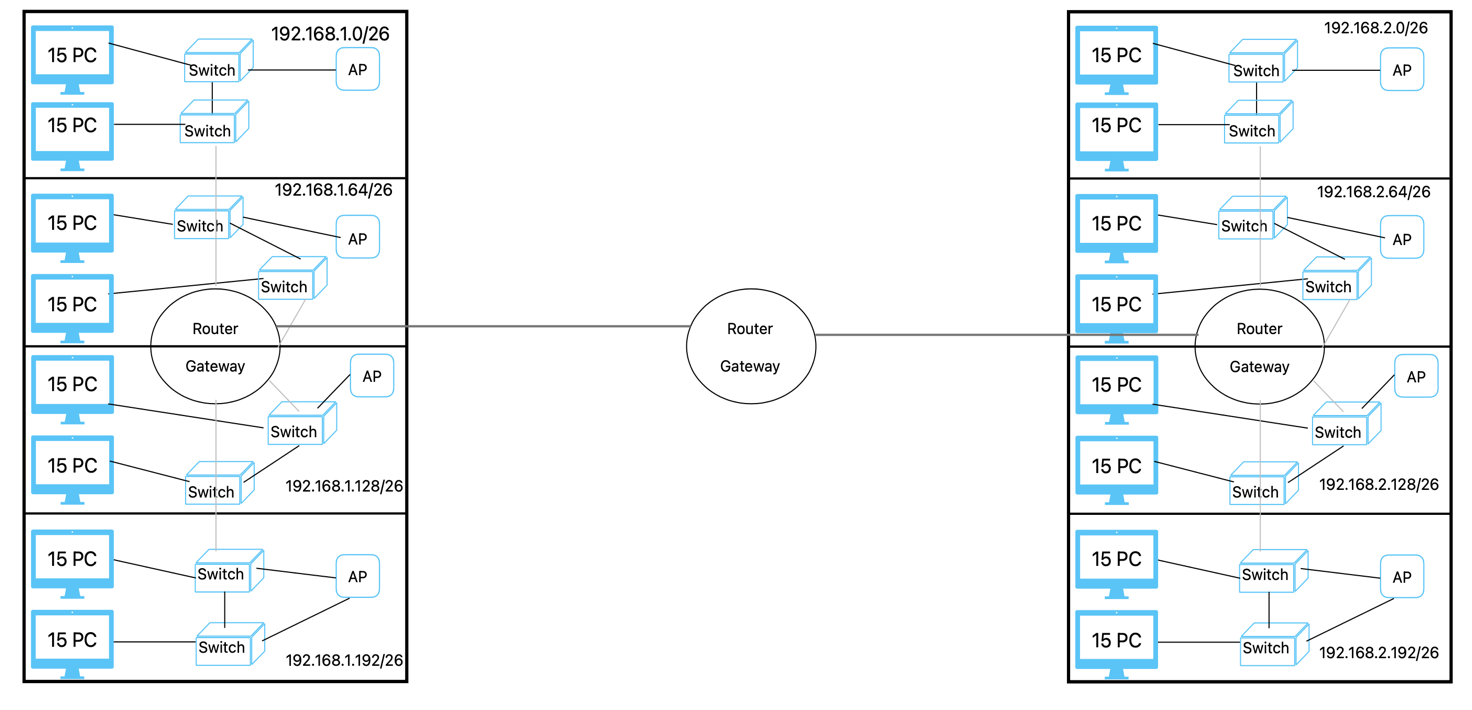 192.168.1.0/26
15 PC
Switch
AP
15 PC
Switch
192.168.1.64/26
15 PC
Switch
AP
15 PC
Switch
Router
Gateway
15 PC
AP
Switch
15 PC
Switch
192.168.1.128/26
15 PC
Switch
AP
15 PC
Switch
192.168.1.192/26
Router
Gateway
192.168.2.0/26
15 PC
Switch
AP
15 PC
Switch
192.168.2.64/26
15 PC
Switch
AP
15 PC
Switch
Router
Gateway
15 PC
AP
Switch
15 PC
Switch
192.168.2.128/26
15 PC
Switch
AP
15 PC
Switch
192.168.2.192/26